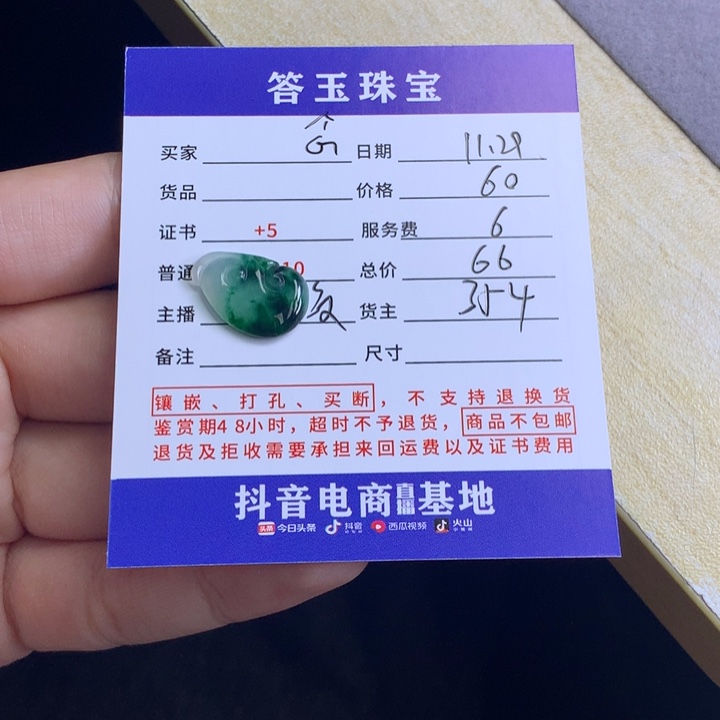 答玉珠宝
买家 日期 11.29
货品 价格 60
证书 +5 服务费 6
普通 10 总价 66
主播 货主 354
备注 尺寸
镶嵌、打孔、买断，不支持退换货
鉴赏期48小时，超时不予退货，商品不包邮
退货及拒收需要承担来回运费以及证书费用
抖音电商直播基地
头条 今日头条 抖音 西瓜视频 火山